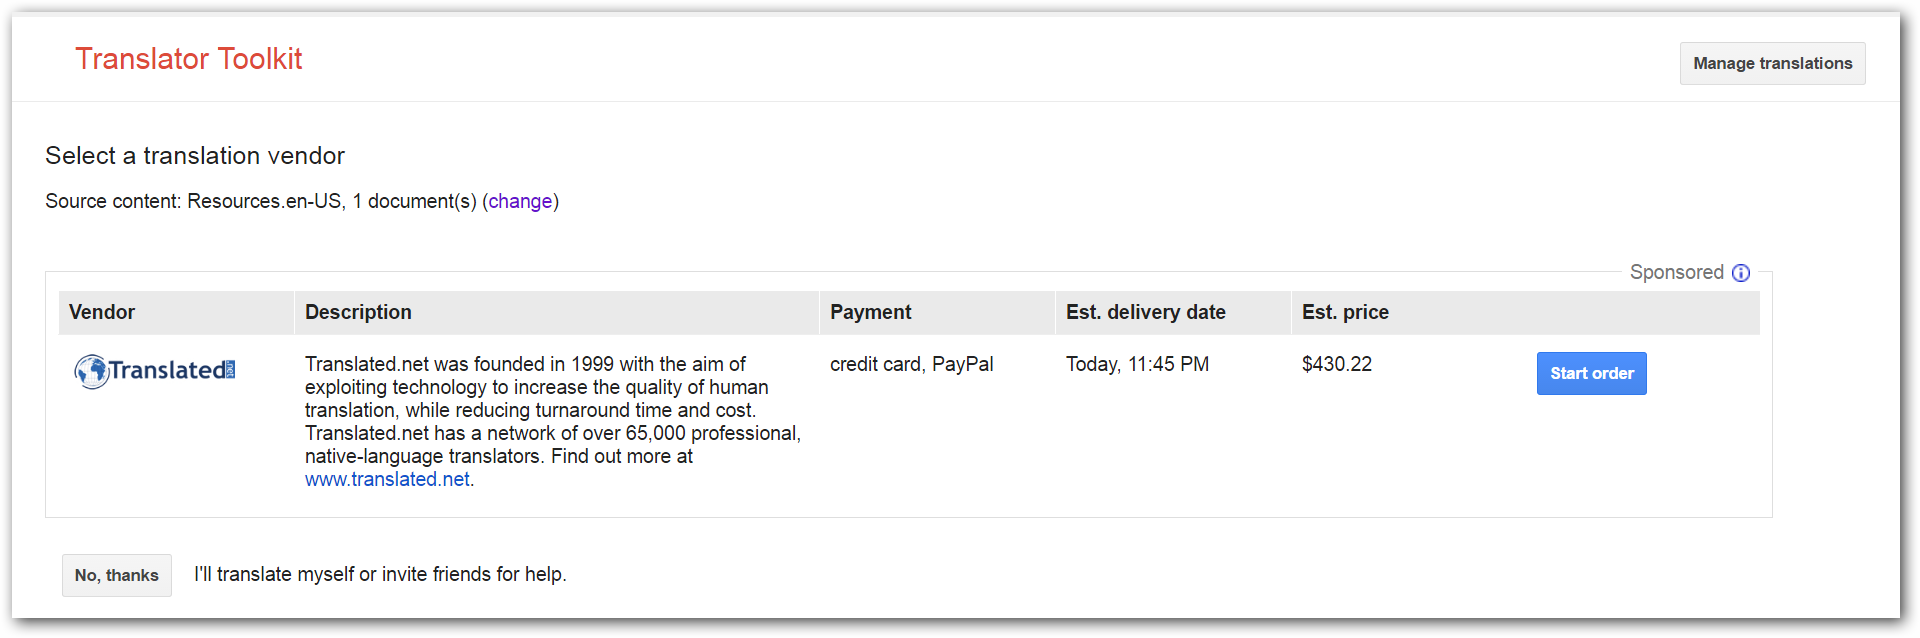 Translator Toolkit
Manage translations
Select a translation vendor
Source content: Resources.en-US, 1 document(s) (change)
Sponsored
Vendor Description Payment Est. delivery date Est. price
Translated.net
Translated.net was founded in 1999 with the aim of
exploiting technology to increase the quality of human
translation, while reducing turnaround time and cost.
Translated.net has a network of over 65,000 professional,
native-language translators. Find out more at
www.translated.net.
credit card, PayPal
Today, 11:45 PM
$430.22
Start order
No, thanks
I'll translate myself or invite friends for help.